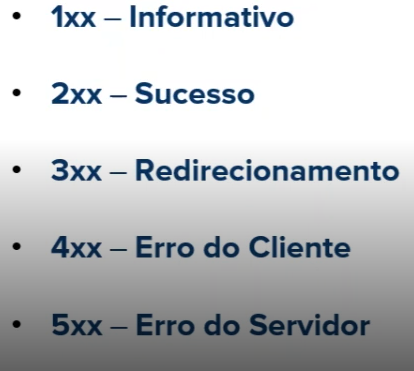 • 1xx – Informativo
• 2xx – Sucesso
• 3xx – Redirecionamento
• 4xx – Erro do Cliente
• 5xx – Erro do Servidor